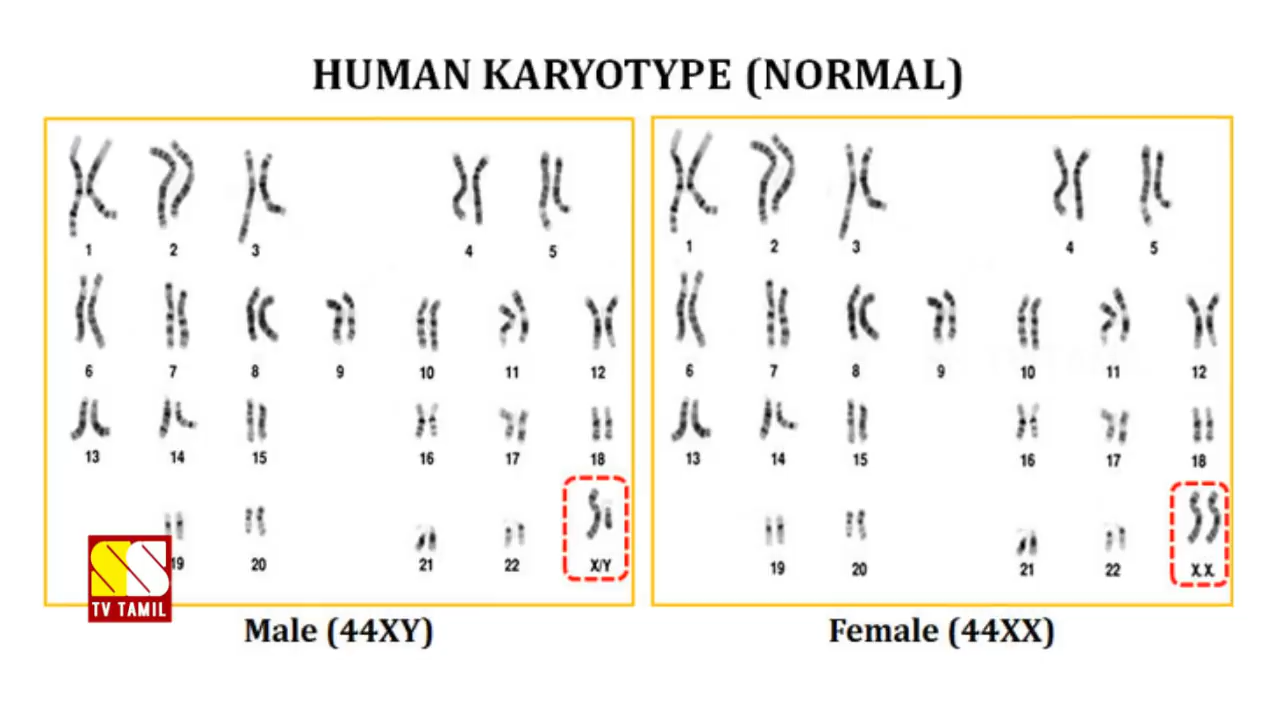 HUMAN KARYOTYPE (NORMAL)
1 2 3 4 5
6 7 8 9 10 11 12
13 14 15 16 17 18
19 20 21 22 X/Y
Male (44XY)
1 2 3 4 5
6 7 8 9 10 11 12
13 14 15 16 17 18
19 20 21 22 X.X.
Female (44XX)
SS
TV TAMIL